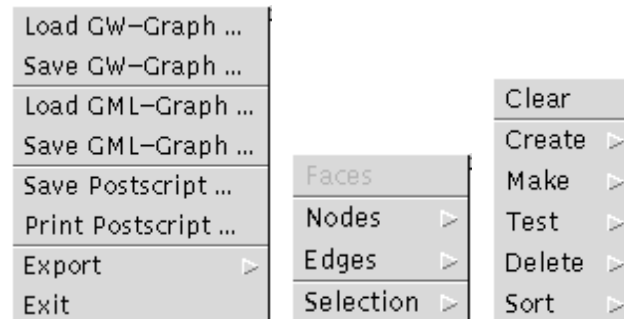 Load GW-Graph ...
Save GW-Graph ...
Load GML-Graph ...
Save GML-Graph ...
Save Postscript ...
Print Postscript ...
Export
Exit
Faces
Nodes
Edges
Selection
Clear
Create
Make
Test
Delete
Sort